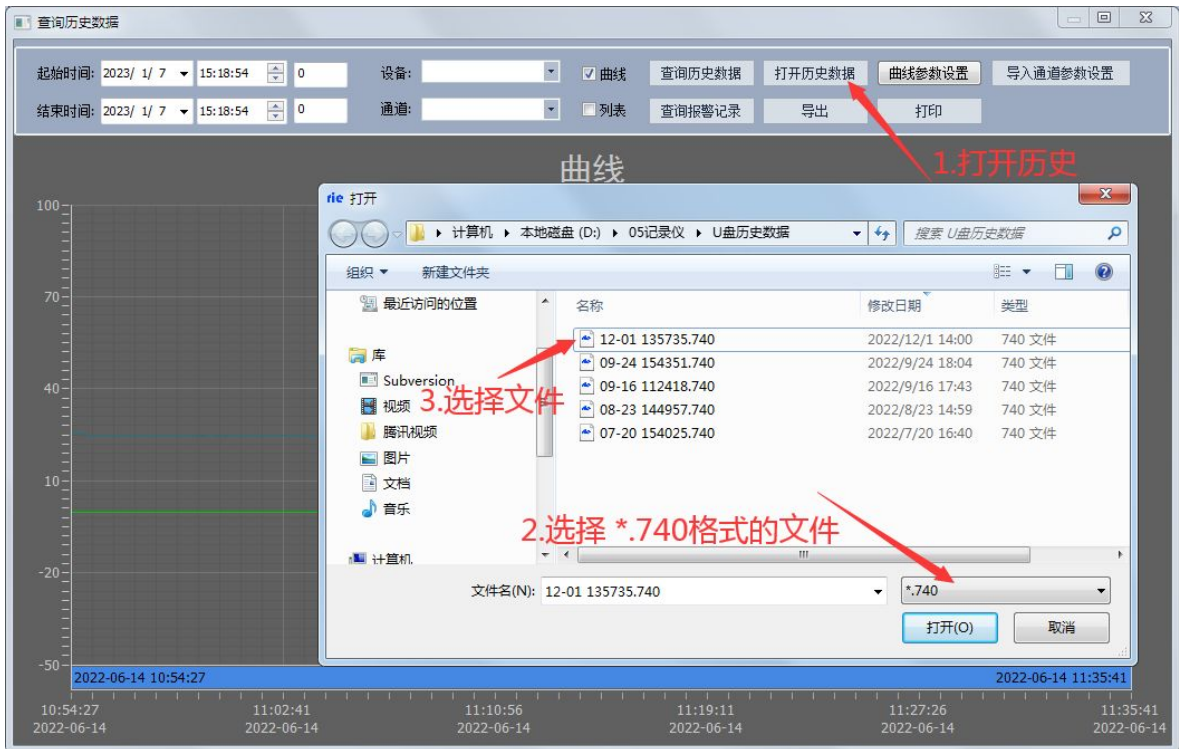 查询历史数据
起始时间: 2023/ 1/ 7 15:18:54 0 设备: 曲线 查询历史数据 打开历史数据 曲线参数设置 导入通道参数设置
结束时间: 2023/ 1/ 7 15:18:54 0 通道: 列表 查询报警记录 导出 打印
1.打开历史
曲线
rie 打开
计算机 本地磁盘 (D:) 05记录仪 U盘历史数据 搜索 U盘历史数据
组织 新建文件夹
最近访问的位置
库
Subversion
视频
腾讯视频
图片
文档
音乐
计算机
名称 修改日期 类型
12-01 135735.740 2022/12/1 14:00 740 文件
09-24 154351.740 2022/9/24 18:04 740 文件
09-16 112418.740 2022/9/16 17:43 740 文件
08-23 144957.740 2022/8/23 14:59 740 文件
07-20 154025.740 2022/7/20 16:40 740 文件
3.选择文件
2.选择 *.740格式的文件
文件名(N): 12-01 135735.740 *.740
打开(O) 取消
100
70
40
10
-20
-50
2022-06-14 10:54:27 2022-06-14 11:35:41
10:54:27 11:02:41 11:10:56 11:19:11 11:27:26 11:35:41
2022-06-14 2022-06-14 2022-06-14 2022-06-14 2022-06-14 2022-06-14